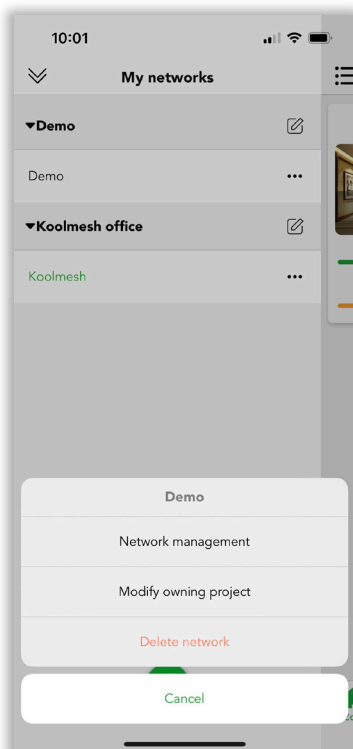 10:01
My networks
Demo
Demo
Koolmesh office
Koolmesh
Demo
Network management
Modify owning project
Delete network
Cancel